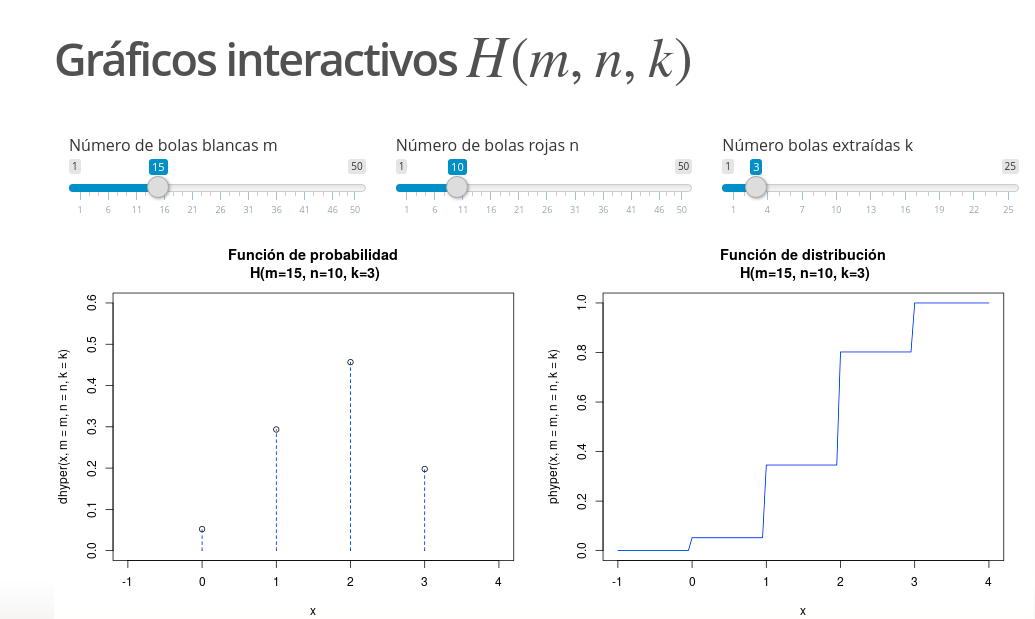 Gráficos interactivos H(m, n, k)
Número de bolas blancas m
1 15 50
1 6 11 16 21 26 31 36 41 46 50
Número de bolas rojas n
1 10 50
1 6 11 16 21 26 31 36 41 46 50
Número bolas extraídas k
1 3 25
1 4 7 10 13 16 19 22 25
Función de probabilidad
H(m=15, n=10, k=3)
dhyper(x, m = m, n = n, k = k)
0.6
0.5
0.4
0.3
0.2
0.1
0.0
-1 0 1 2 3 4
x
Función de distribución
H(m=15, n=10, k=3)
phyper(x, m = m, n = n, k = k)
1.0
0.8
0.6
0.4
0.2
0.0
-1 0 1 2 3 4
x